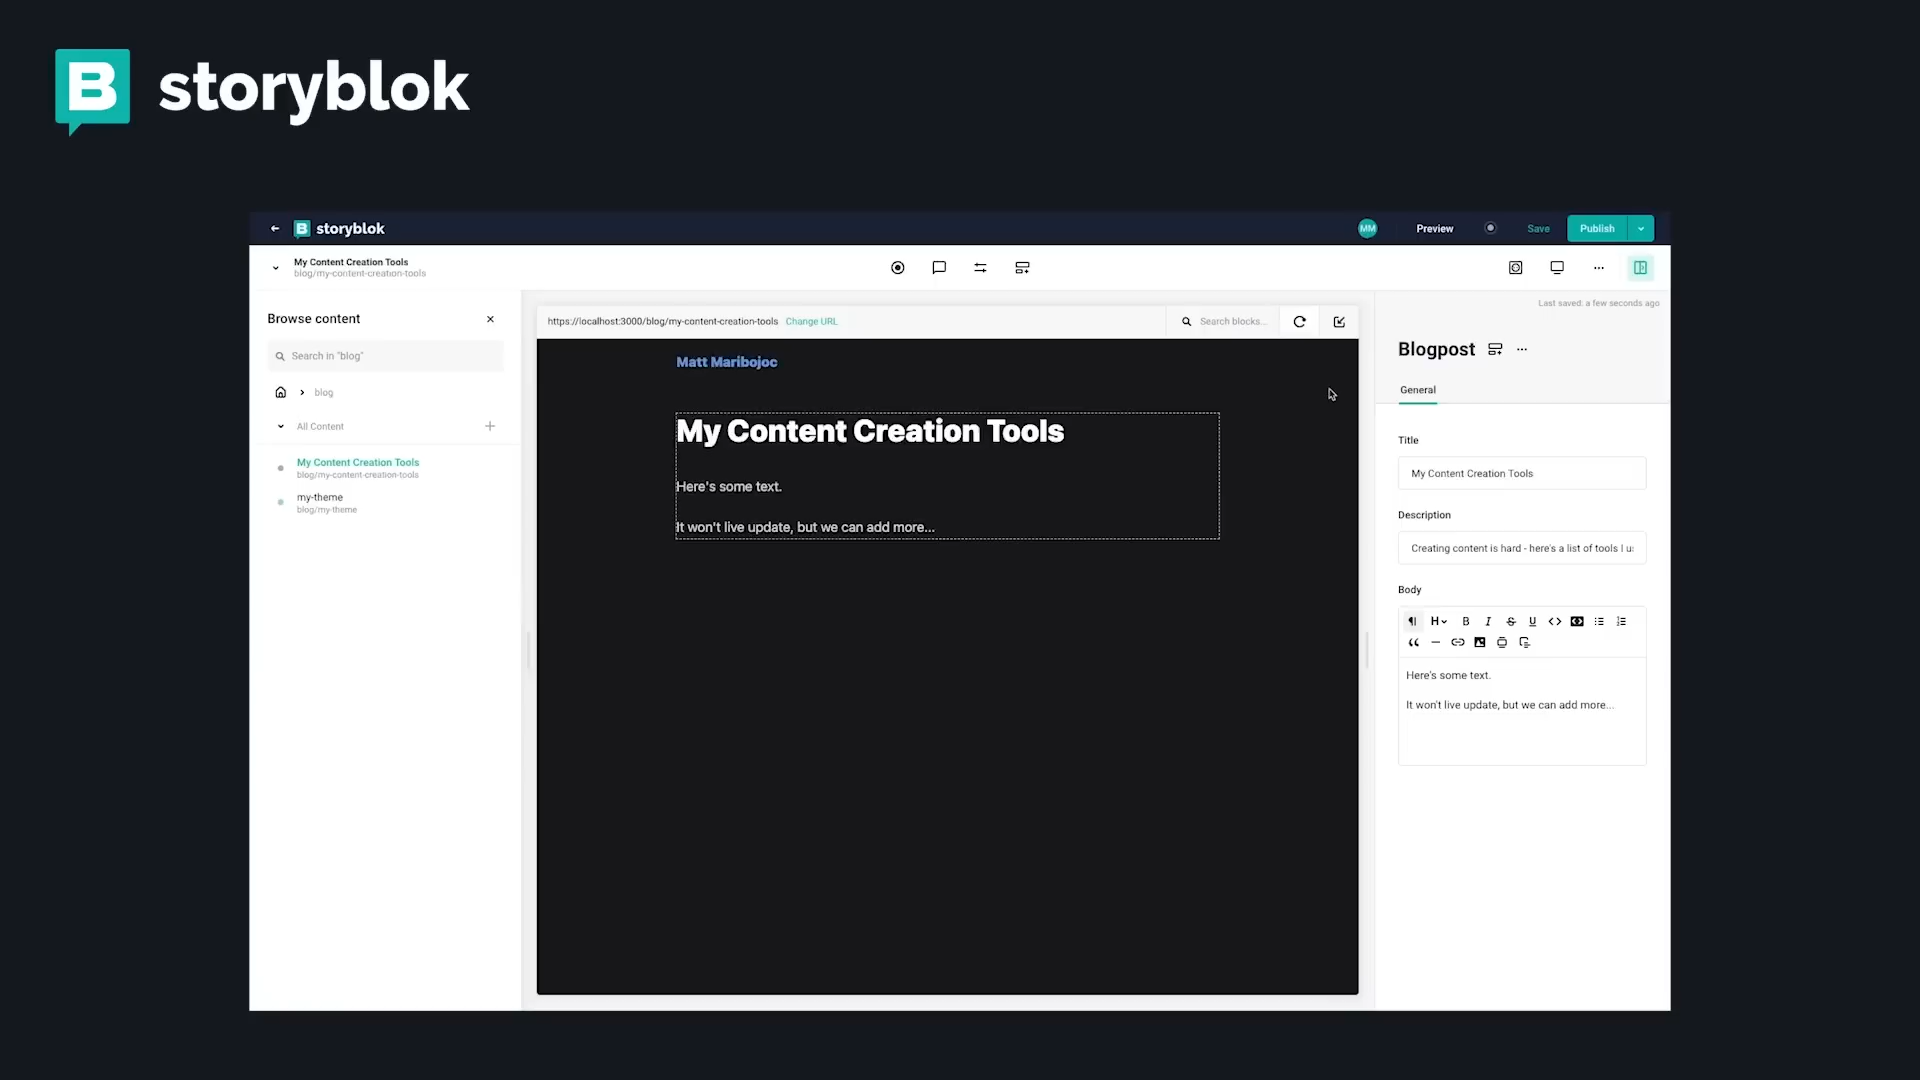 B storyblok
B storyblok
MM
Preview
Save
Publish
My Content Creation Tools
blog/my-content-creation-tools
Last saved: a few seconds ago
Browse content
Search in "blog"
blog
All Content
My Content Creation Tools
blog/my-content-creation-tools
my-theme
blog/my-theme
https://localhost:3000/blog/my-content-creation-tools Change URL
Search blocks...
Matt Maribojoc
My Content Creation Tools
Here's some text.
It won't live update, but we can add more...
Blogpost
General
Title
My Content Creation Tools
Description
Creating content is hard - here's a list of tools I u
Body
H B I S U
Here's some text.
It won't live update, but we can add more...